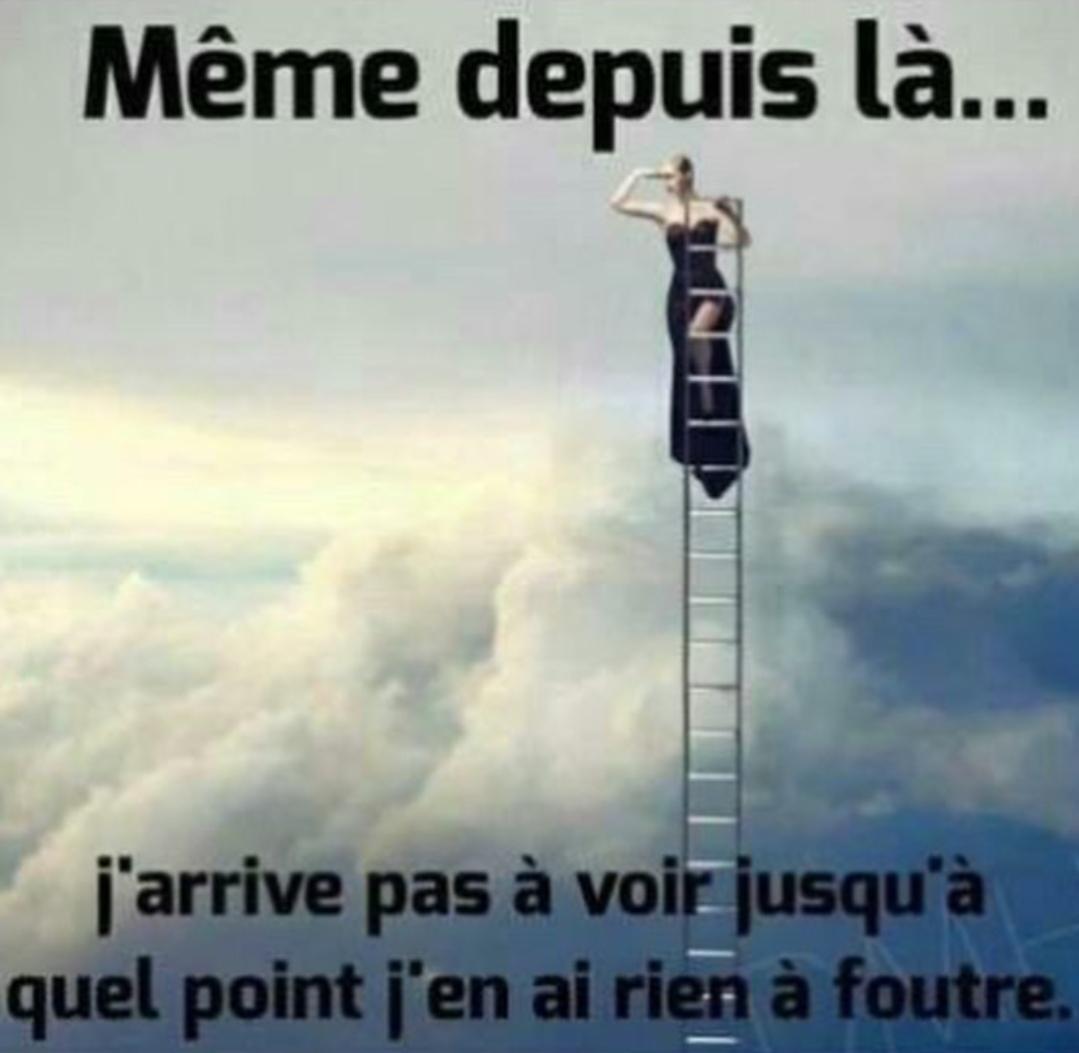 Même depuis là...
j'arrive pas à voir jusqu'à
quel point j'en ai rien à foutre.